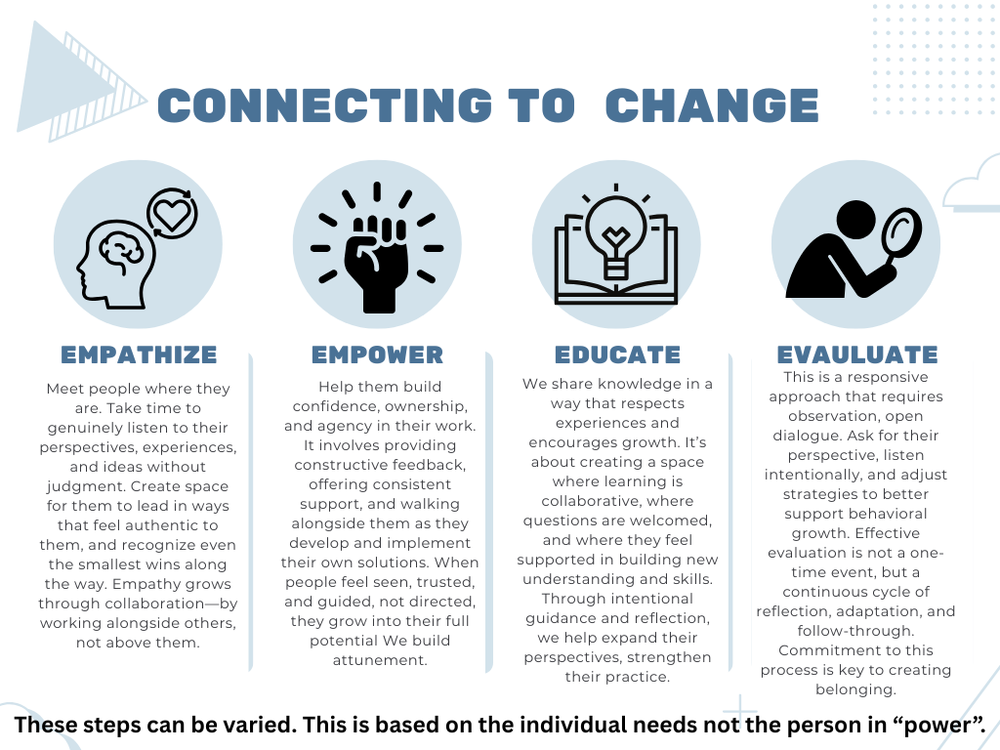 CONNECTING TO CHANGE
EMPATHIZE
Meet people where they
are. Take time to
genuinely listen to their
perspectives, experiences,
and ideas without
judgment. Create space
for them to lead in ways
that feel authentic to
them, and recognize even
the smallest wins along
the way. Empathy grows
through collaboration—by
working alongside others,
not above them.
EMPOWER
Help them build
confidence, ownership,
and agency in their work.
It involves providing
constructive feedback,
offering consistent
support, and walking
alongside them as they
develop and implement
their own solutions. When
people feel seen, trusted,
and guided, not directed,
they grow into their full
potential We build
attunement.
EDUCATE
We share knowledge in a
way that respects
experiences and
encourages growth. It’s
about creating a space
where learning is
collaborative, where
questions are welcomed,
and where they feel
supported in building new
understanding and skills.
Through intentional
guidance and reflection,
we help expand their
perspectives, strengthen
their practice.
EVAULUATE
This is a responsive
approach that requires
observation, open
dialogue. Ask for their
perspective, listen
intentionally, and adjust
strategies to better
support behavioral
growth. Effective
evaluation is not a one-
time event, but a
continuous cycle of
reflection, adaptation, and
follow-through.
Commitment to this
process is key to creating
belonging.
These steps can be varied. This is based on the individual needs not the person in “power”.